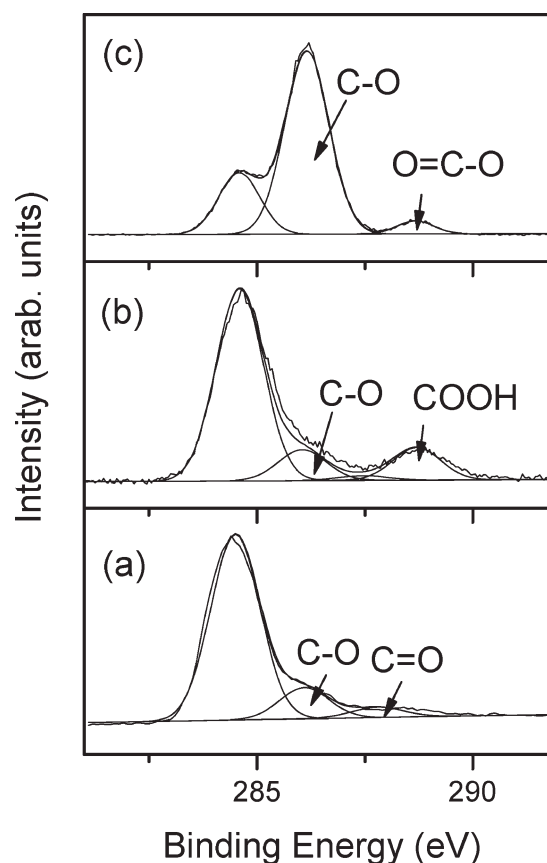 (c)
C-O
O=C-O
(b)
C-O
COOH
(a)
C-O
C=O
Intensity (arab. units)
285
290
Binding Energy (eV)